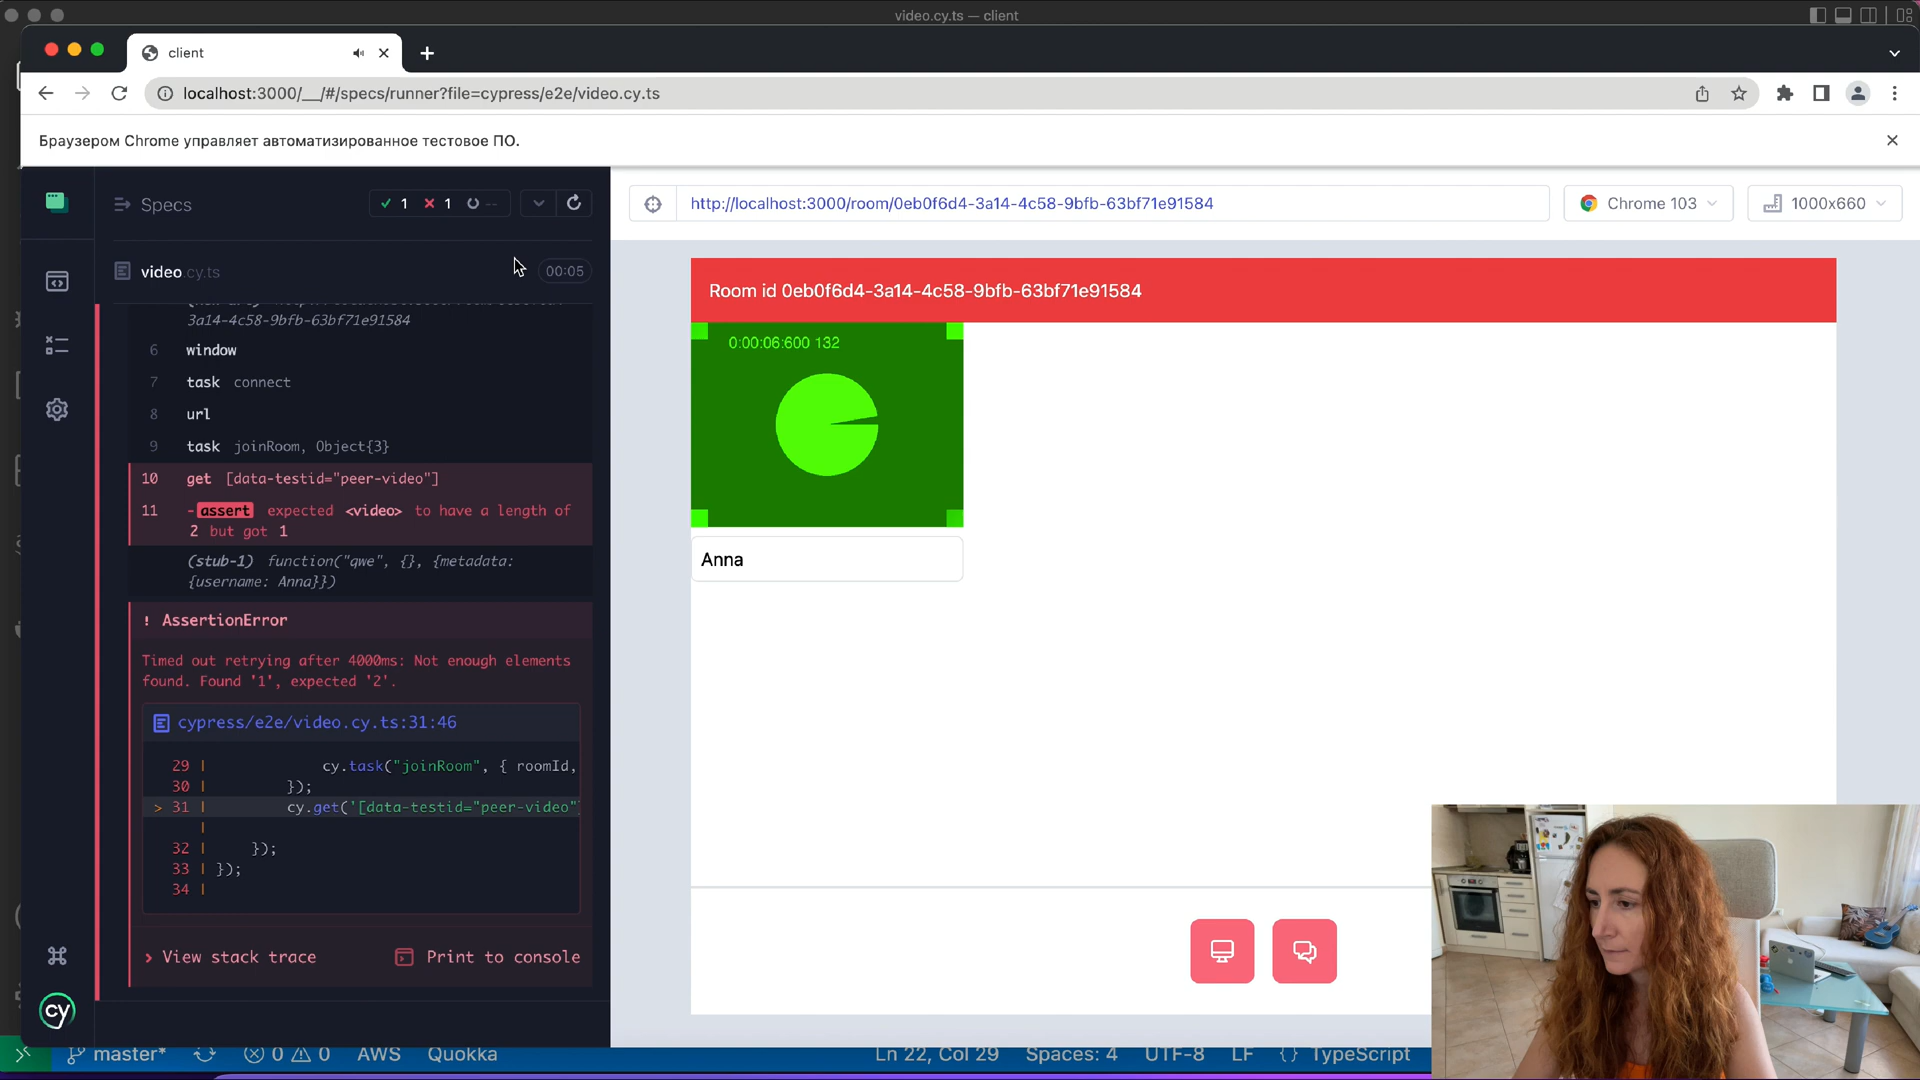 video.cy.ts — client
client
localhost:3000/__/#/specs/runner?file=cypress/e2e/video.cy.ts
Браузером Chrome управляет автоматизированное тестовое ПО.
Specs
1
1
--
video.cy.ts
00:05
3a14-4c58-9bfb-63bf71e91584
6 window
7 task connect
8 url
9 task joinRoom, Object{3}
10 get [data-testid="peer-video"]
11 -assert expected <video> to have a length of
2 but got 1
(stub-1) function("qwe", {}, {metadata:
{username: Anna}})
! AssertionError
Timed out retrying after 4000ms: Not enough elements
found. Found '1', expected '2'.
cypress/e2e/video.cy.ts:31:46
29 | cy.task("joinRoom", { roomId,
30 | });
> 31 | cy.get('[data-testid="peer-video"]
|
32 | });
33 | });
34 |
> View stack trace
Print to console
cy
http://localhost:3000/room/0eb0f6d4-3a14-4c58-9bfb-63bf71e91584
Chrome 103
1000x660
Room id 0eb0f6d4-3a14-4c58-9bfb-63bf71e91584
0:00:06:600 132
Anna
master*
0
0
AWS
Quokka
Ln 22, Col 29
Spaces: 4
UTF-8
LF
{} TypeScript